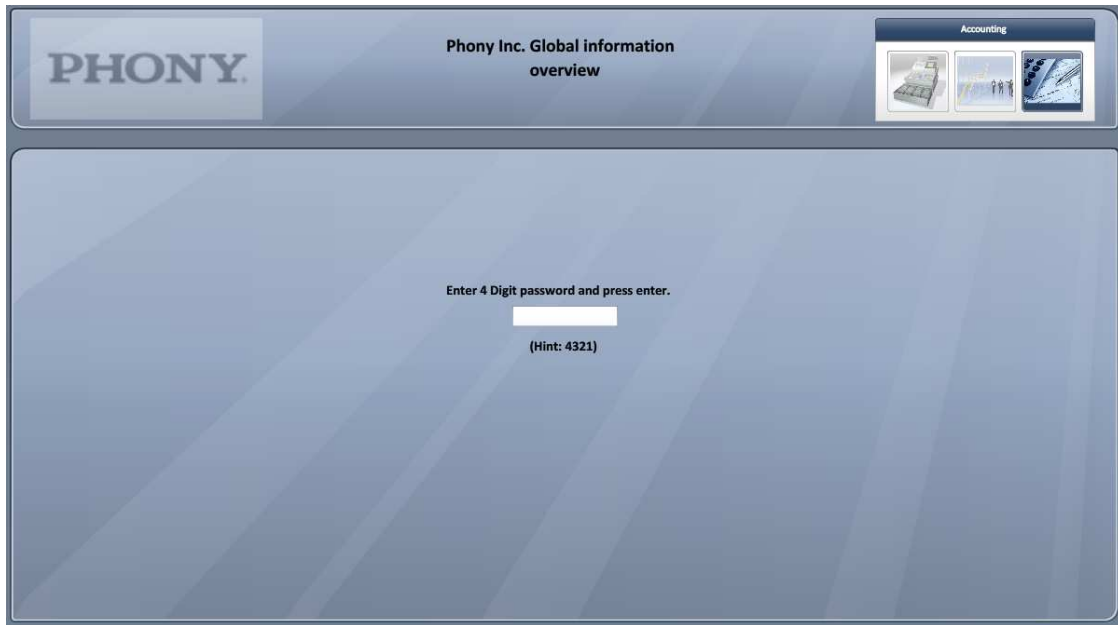 PHONY.
Phony Inc. Global information
overview
Accounting
Enter 4 Digit password and press enter.
(Hint: 4321)